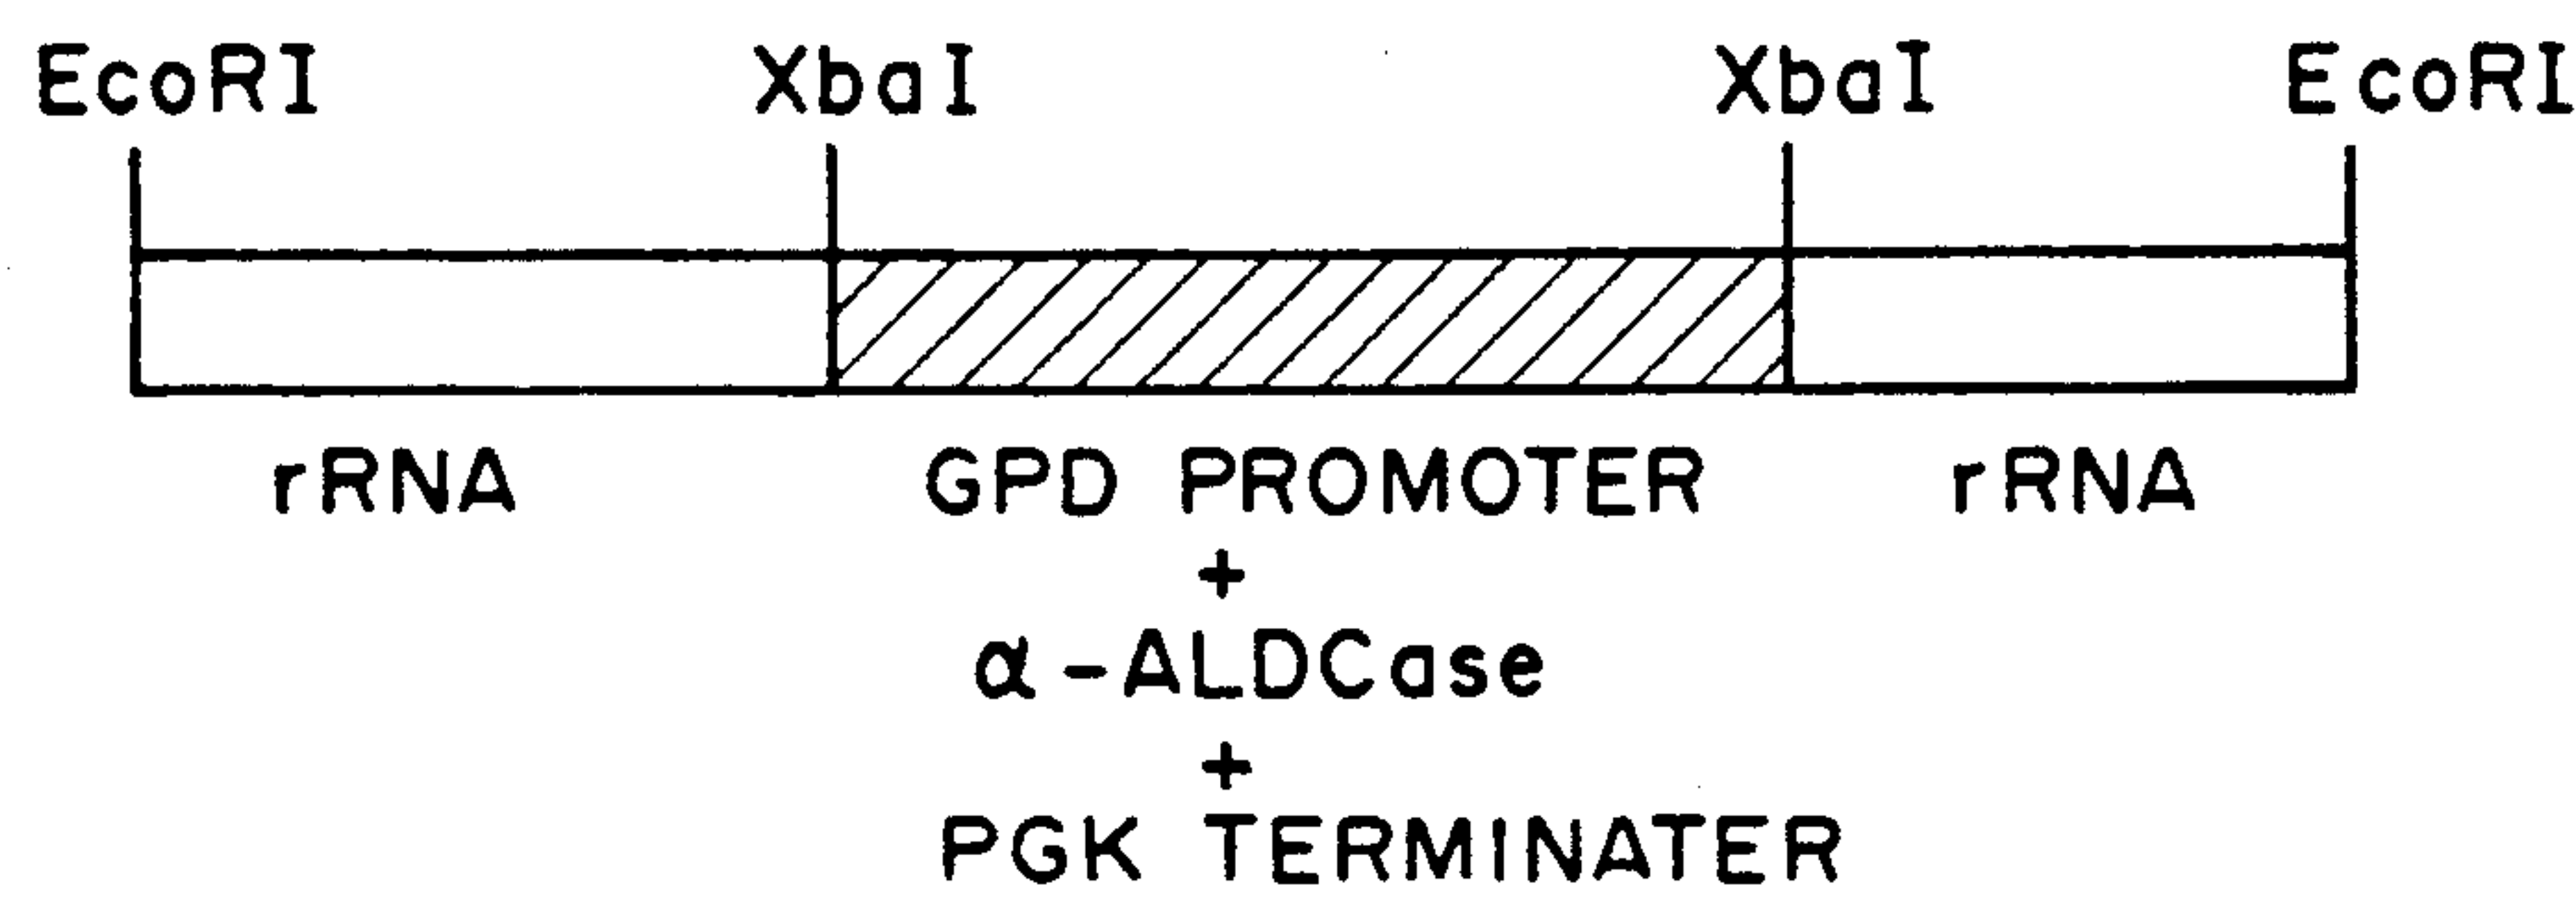 EcoRI XbaI XbaI EcoRI
rRNA GPD PROMOTER rRNA
+
α-ALDCase
+
PGK TERMINATER